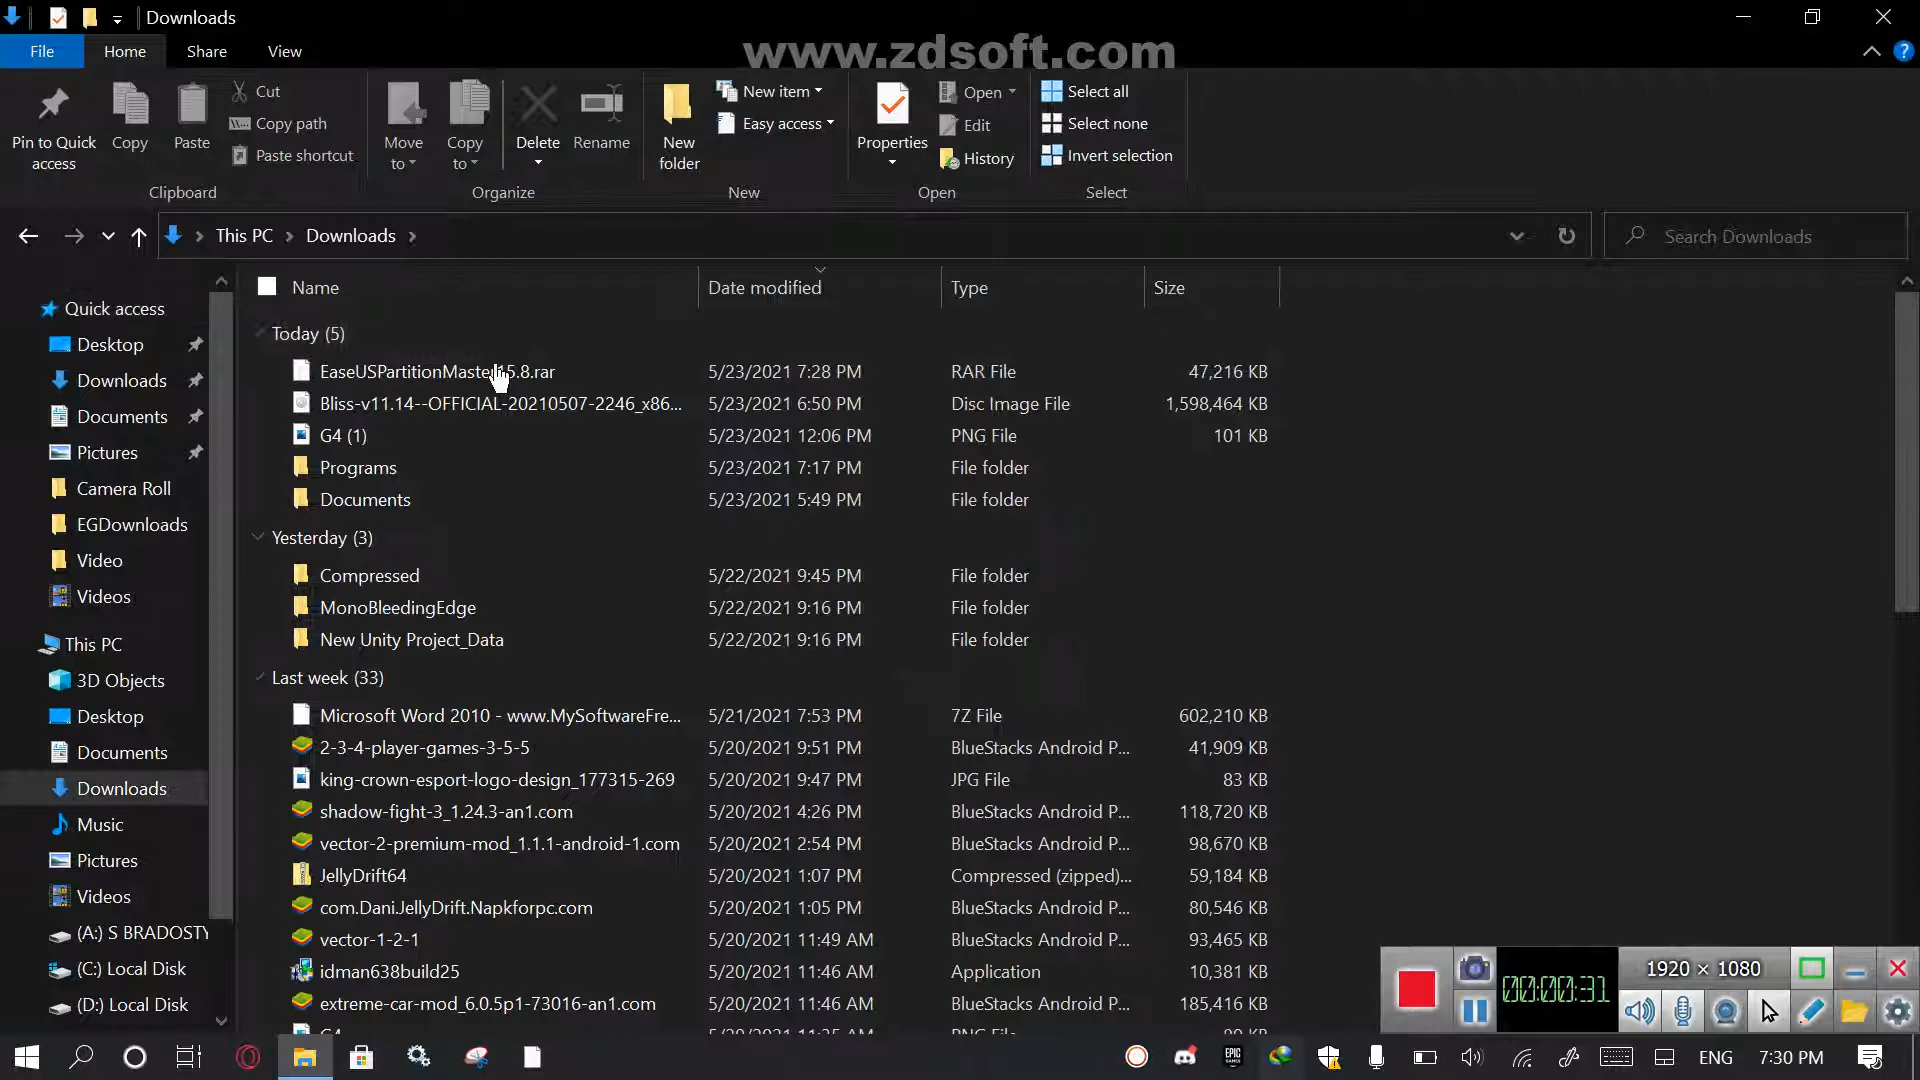 Downloads
www.zdsoft.com
File Home Share View
Pin to Quick access
Copy
Paste
Cut
Copy path
Paste shortcut
Clipboard
Move to
Copy to
Delete
Rename
Organize
New folder
New item
Easy access
New
Properties
Open
Edit
History
Open
Select all
Select none
Invert selection
Select
This PC Downloads
Search Downloads
Quick access
Desktop
Downloads
Documents
Pictures
Camera Roll
EGDownloads
Video
Videos
This PC
3D Objects
Desktop
Documents
Downloads
Music
Pictures
Videos
(A:) S BRADOSTY
(C:) Local Disk
(D:) Local Disk
Name Date modified Type Size
Today (5)
EaseUSPartitionMaster15.8.rar 5/23/2021 7:28 PM RAR File 47,216 KB
Bliss-v11.14--OFFICIAL-20210507-2246_x86... 5/23/2021 6:50 PM Disc Image File 1,598,464 KB
G4 (1) 5/23/2021 12:06 PM PNG File 101 KB
Programs 5/23/2021 7:17 PM File folder
Documents 5/23/2021 5:49 PM File folder
Yesterday (3)
Compressed 5/22/2021 9:45 PM File folder
MonoBleedingEdge 5/22/2021 9:16 PM File folder
New Unity Project_Data 5/22/2021 9:16 PM File folder
Last week (33)
Microsoft Word 2010 - www.MySoftwareFre... 5/21/2021 7:53 PM 7Z File 602,210 KB
2-3-4-player-games-3-5-5 5/20/2021 9:51 PM BlueStacks Android P... 41,909 KB
king-crown-esport-logo-design_177315-269 5/20/2021 9:47 PM JPG File 83 KB
shadow-fight-3_1.24.3-an1.com 5/20/2021 4:26 PM BlueStacks Android P... 118,720 KB
vector-2-premium-mod_1.1.1-android-1.com 5/20/2021 2:54 PM BlueStacks Android P... 98,670 KB
JellyDrift64 5/20/2021 1:07 PM Compressed (zipped)... 59,184 KB
com.DaniJellyDrift.Napkforpc.com 5/20/2021 1:05 PM BlueStacks Android P... 80,546 KB
vector-1-2-1 5/20/2021 11:49 AM BlueStacks Android P... 93,465 KB
idman638build25 5/20/2021 11:46 AM Application 10,381 KB
extreme-car-mod_6.0.5p1-73016-an1.com 5/20/2021 11:46 AM BlueStacks Android P... 185,416 KB
00:00:31
1920 × 1080
EPIC GAMES
ENG 7:30 PM